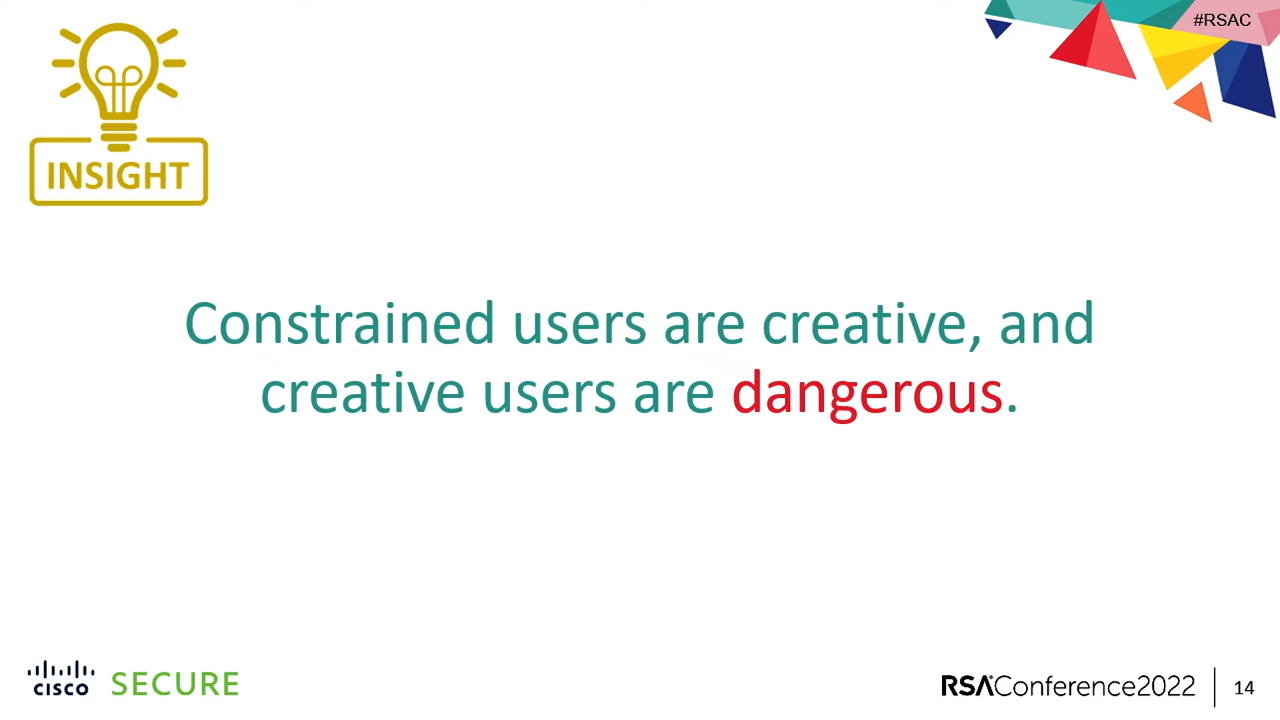 #RSAC
INSIGHT
Constrained users are creative, and
creative users are dangerous.
cisco SECURE
RSAConference2022
14